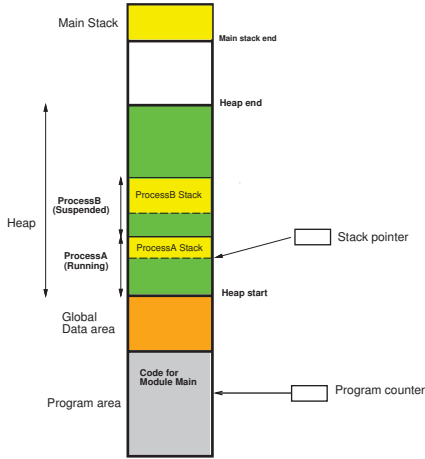 Main Stack
Main stack end
Heap end
ProcessB
(Suspended)
ProcessB Stack
Heap
ProcessA
(Running)
ProcessA Stack
Stack pointer
Heap start
Global
Data area
Code for
Module Main
Program area
Program counter